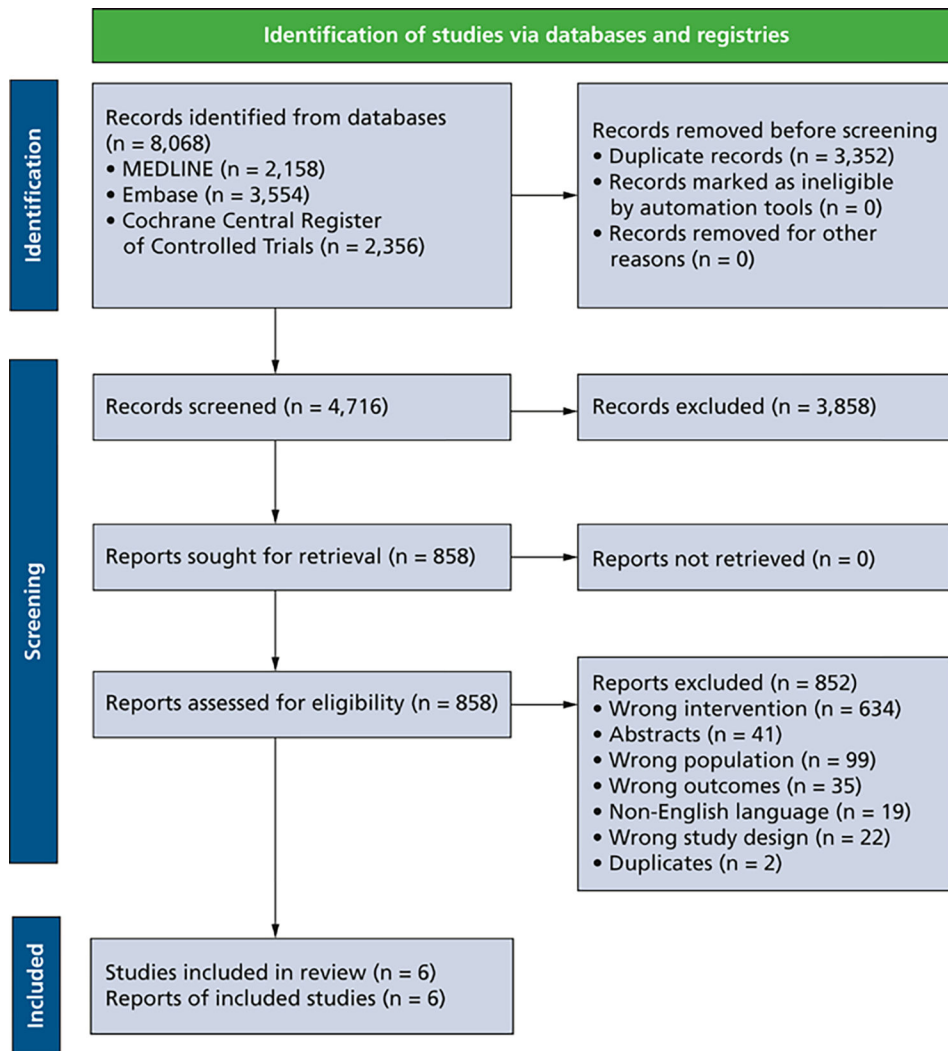 Identification of studies via databases and registries
Identification
Records identified from databases
(n = 8,068)
• MEDLINE (n = 2,158)
• Embase (n = 3,554)
• Cochrane Central Register
of Controlled Trials (n = 2,356)
Records removed before screening
• Duplicate records (n = 3,352)
• Records marked as ineligible
by automation tools (n = 0)
• Records removed for other
reasons (n = 0)
Screening
Records screened (n = 4,716)
Records excluded (n = 3,858)
Reports sought for retrieval (n = 858)
Reports not retrieved (n = 0)
Reports assessed for eligibility (n = 858)
Reports excluded (n = 852)
• Wrong intervention (n = 634)
• Abstracts (n = 41)
• Wrong population (n = 99)
• Wrong outcomes (n = 35)
• Non-English language (n = 19)
• Wrong study design (n = 22)
• Duplicates (n = 2)
Included
Studies included in review (n = 6)
Reports of included studies (n = 6)